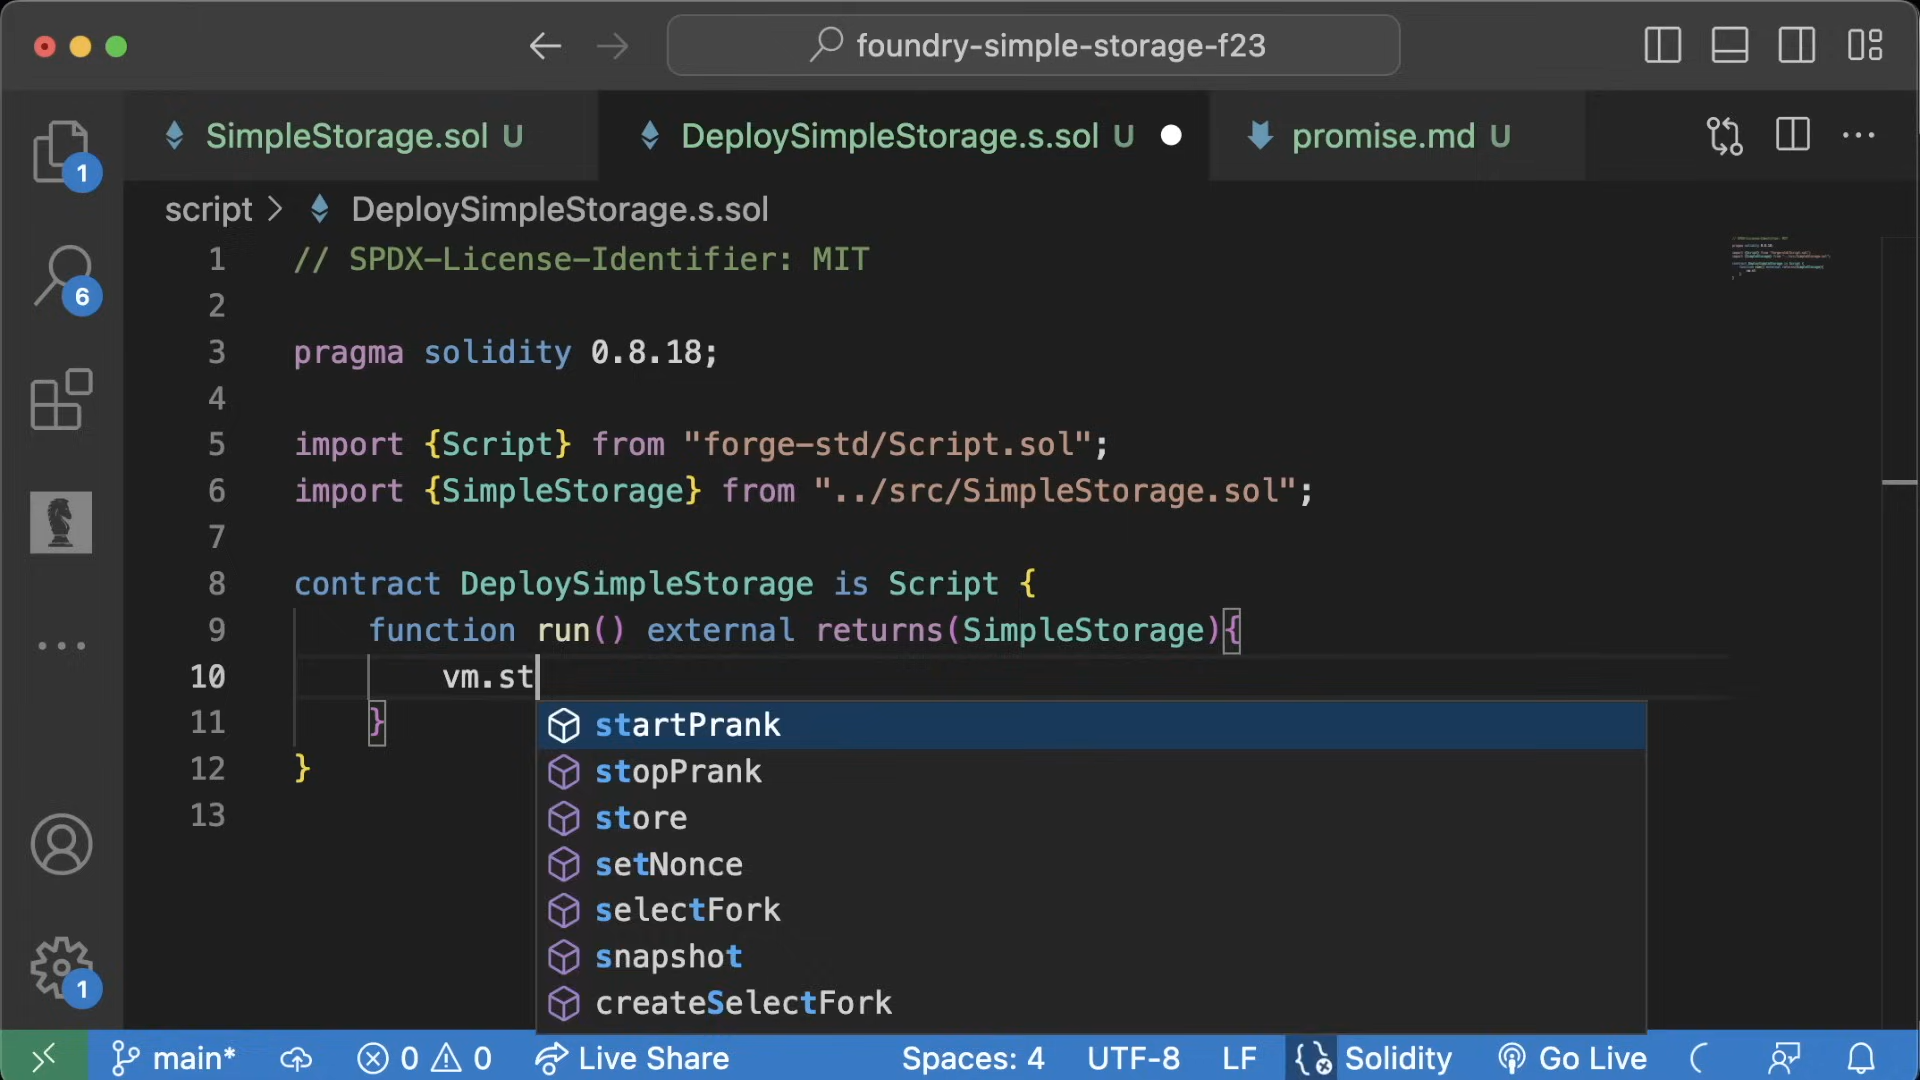 foundry-simple-storage-f23
SimpleStorage.sol U
DeploySimpleStorage.s.sol U
promise.md U
script > DeploySimpleStorage.s.sol
1
6
1
1 // SPDX-License-Identifier: MIT
2
3 pragma solidity 0.8.18;
4
5 import {Script} from "forge-std/Script.sol";
6 import {SimpleStorage} from "../src/SimpleStorage.sol";
7
8 contract DeploySimpleStorage is Script {
9 function run() external returns(SimpleStorage){
10 vm.st
11 }
12 }
13
startPrank
stopPrank
store
setNonce
selectFork
snapshot
createSelectFork
main* 0 0 Live Share Spaces: 4 UTF-8 LF Solidity Go Live